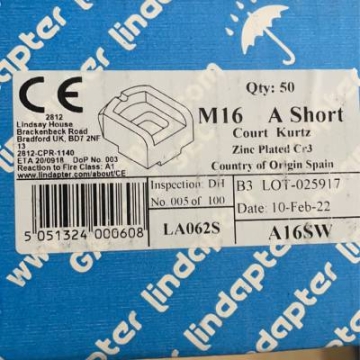 lindapter
CE
2812
Lindsay House
Brackenbeck Road
Bradford UK, BD7 2NF
13
2812-CPR-1140
ETA 20/0918 DoP No. 003
Reaction to Fire Class: A1
www.lindapter.com/about/CE
5 051324 000608
Qty: 50
M16 A Short
Court Kurtz
Zinc Plated Cr3
Country of Origin Spain
Inspection: DH
No 005 of 100
B3 LOT-025917
Date: 10-Feb-22
LA062S
A16SW
lindapter